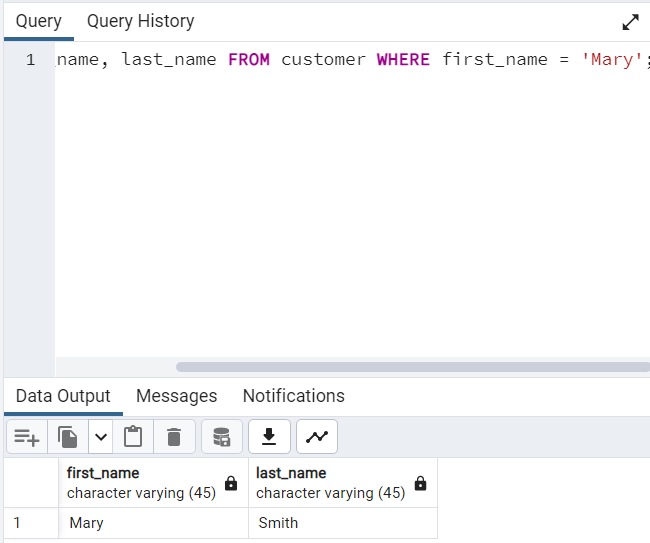 Query Query History
1 _name, last_name FROM customer WHERE first_name = 'Mary';
Data Output Messages Notifications
first_name last_name
character varying (45) character varying (45)
1 Mary Smith